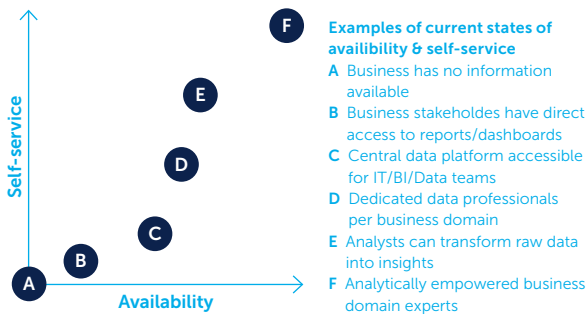 F
E
D
C
B
A
Self-service
Availability
Examples of current states of
availibility & self-service
A Business has no information
available
B Business stakeholdes have direct
access to reports/dashboards
C Central data platform accessible
for IT/BI/Data teams
D Dedicated data professionals
per business domain
E Analysts can transform raw data
into insights
F Analytically empowered business
domain experts